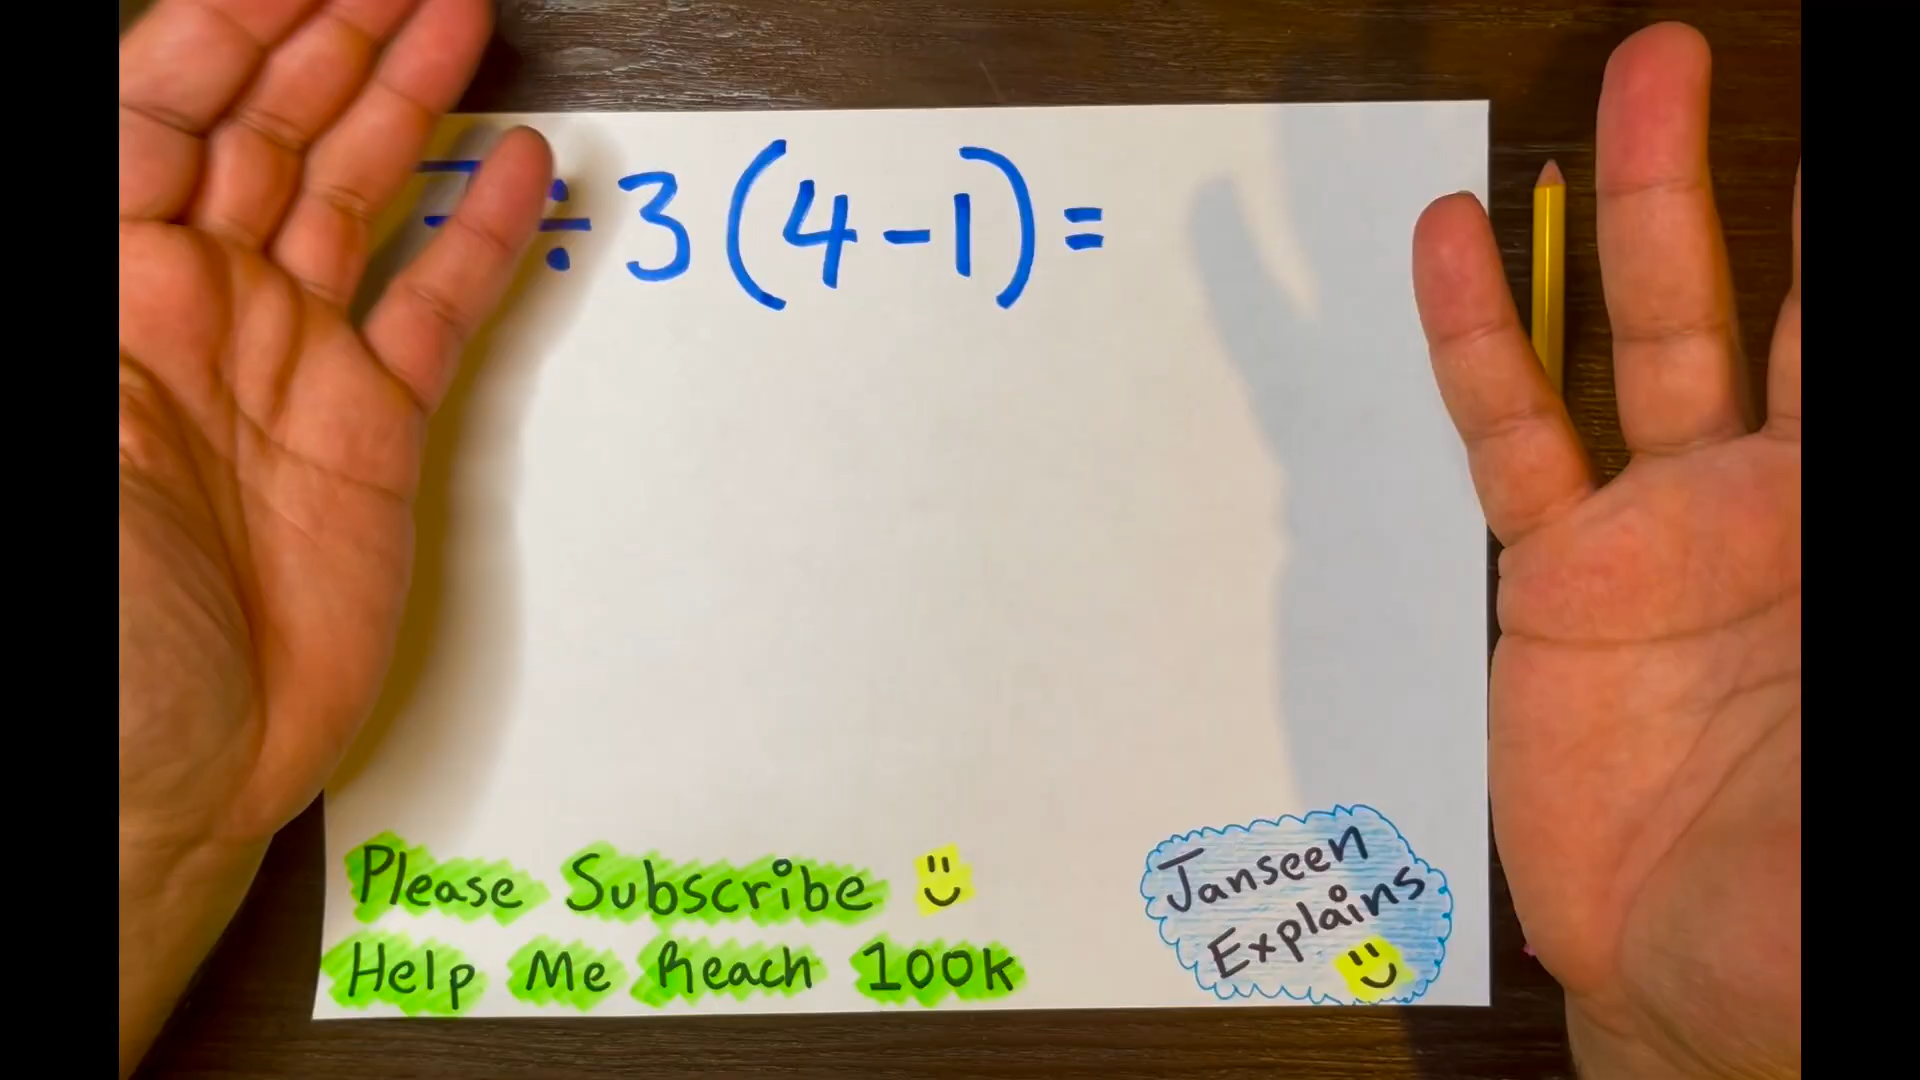 ÷ 3 (4 - 1) =
Please Subscribe
Help Me Reach 100k
Janseen
Explains